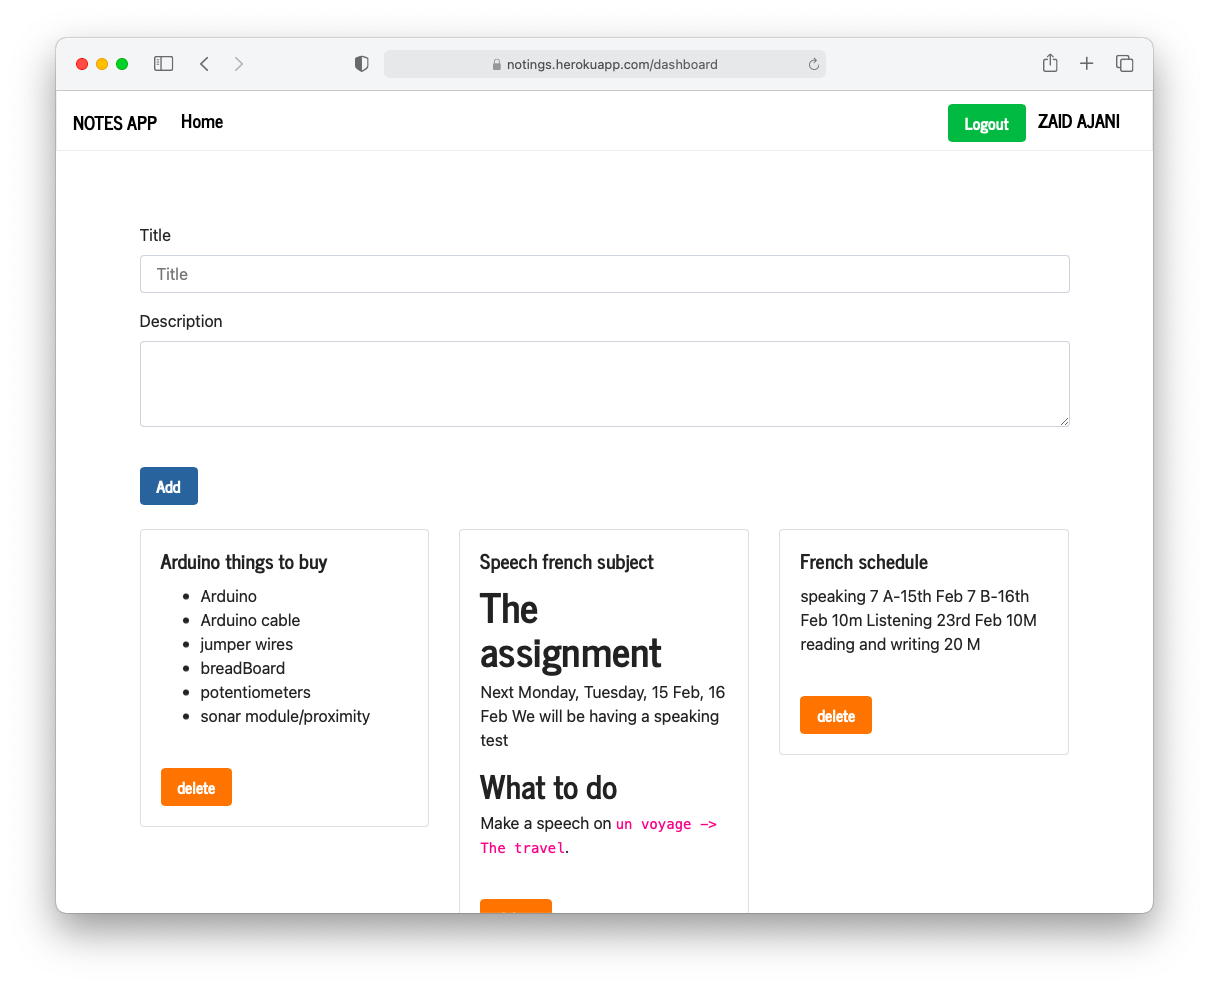 notings.herokuapp.com/dashboard
NOTES APP Home Logout ZAID AJANI
Title
Title
Description
Add
Arduino things to buy
Arduino
Arduino cable
jumper wires
breadBoard
potentiometers
sonar module/proximity
delete
Speech french subject
The
assignment
Next Monday, Tuesday, 15 Feb, 16
Feb We will be having a speaking
test
What to do
Make a speech on un voyage ->
The travel.
French schedule
speaking 7 A-15th Feb 7 B-16th
Feb 10m Listening 23rd Feb 10M
reading and writing 20 M
delete